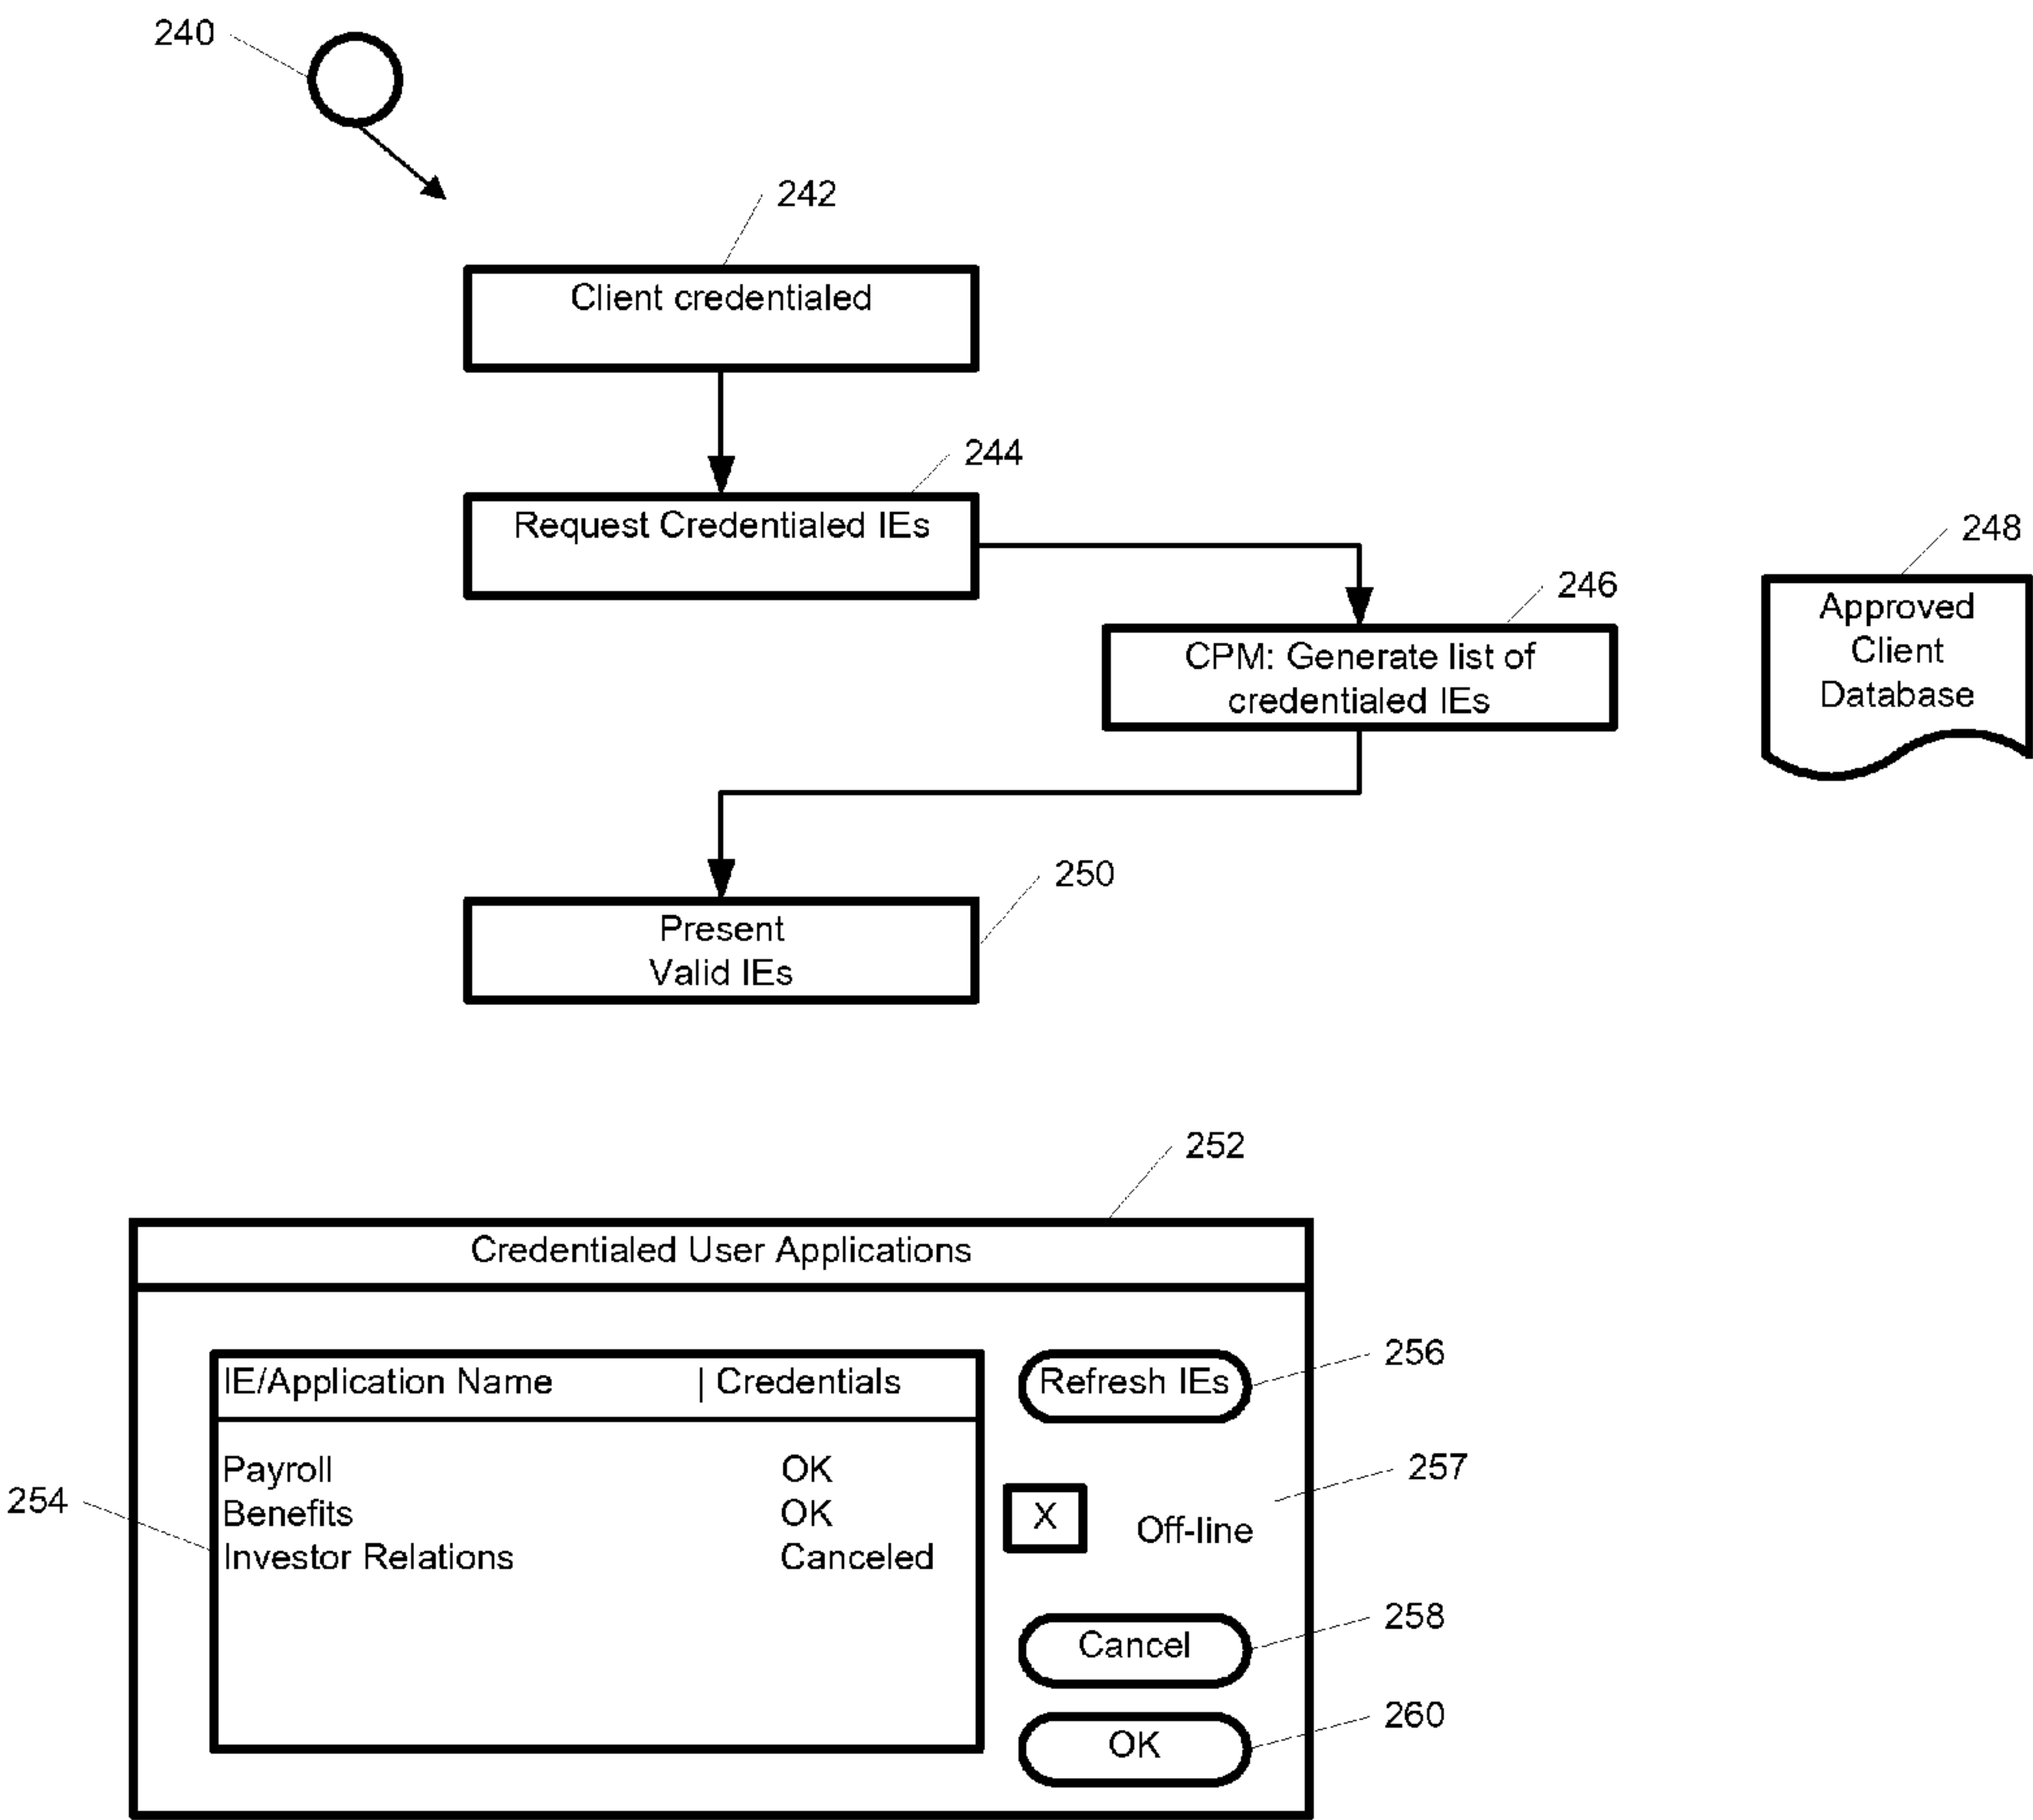 240
242
Client credentialed
244
Request Credentialed IEs
248
246
Approved
Client
Database
CPM: Generate list of
credentialed IEs
250
Present
Valid IEs
252
Credentialed User Applications
IE/Application Name | Credentials
Refresh IEs
256
Payroll OK
Benefits OK
Investor Relations Canceled
254
X Off-line
257
Cancel
258
OK
260